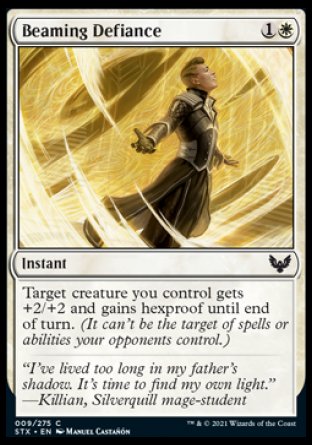 Beaming Defiance 1
Instant
Target creature you control gets
+2/+2 and gains hexproof until end
of turn. (It can't be the target of spells or
abilities your opponents control.)
“I've lived too long in my father's
shadow. It's time to find my own light.”
—Killian, Silverquill mage-student
009/275 C
STX • EN MANUEL CASTAÑÓN
™ & © 2021 Wizards of the Coast